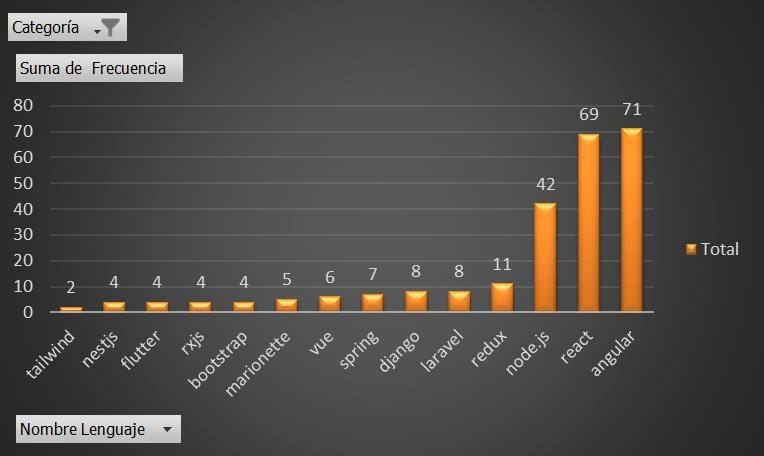 Categoría
Suma de  Frecuencia
80
70
60
50
40
30
20
10
0
2
4
4
4
4
5
6
7
8
8
11
42
69
71
tailwind
nestjs
flutter
rxjs
bootstrap
marionette
vue
spring
django
laravel
redux
node.js
react
angular
Total
Nombre Lenguaje